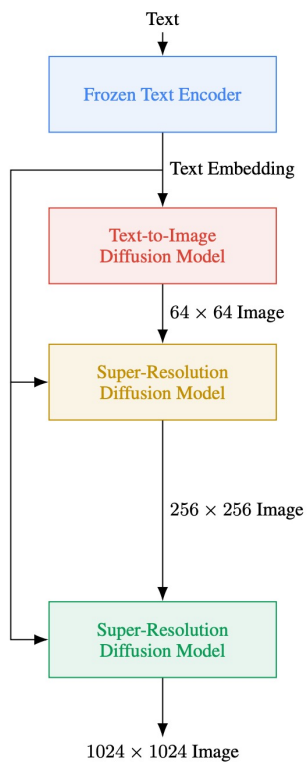 Text
Frozen Text Encoder
Text Embedding
Text-to-Image
Diffusion Model
64 × 64 Image
Super-Resolution
Diffusion Model
256 × 256 Image
Super-Resolution
Diffusion Model
1024 × 1024 Image